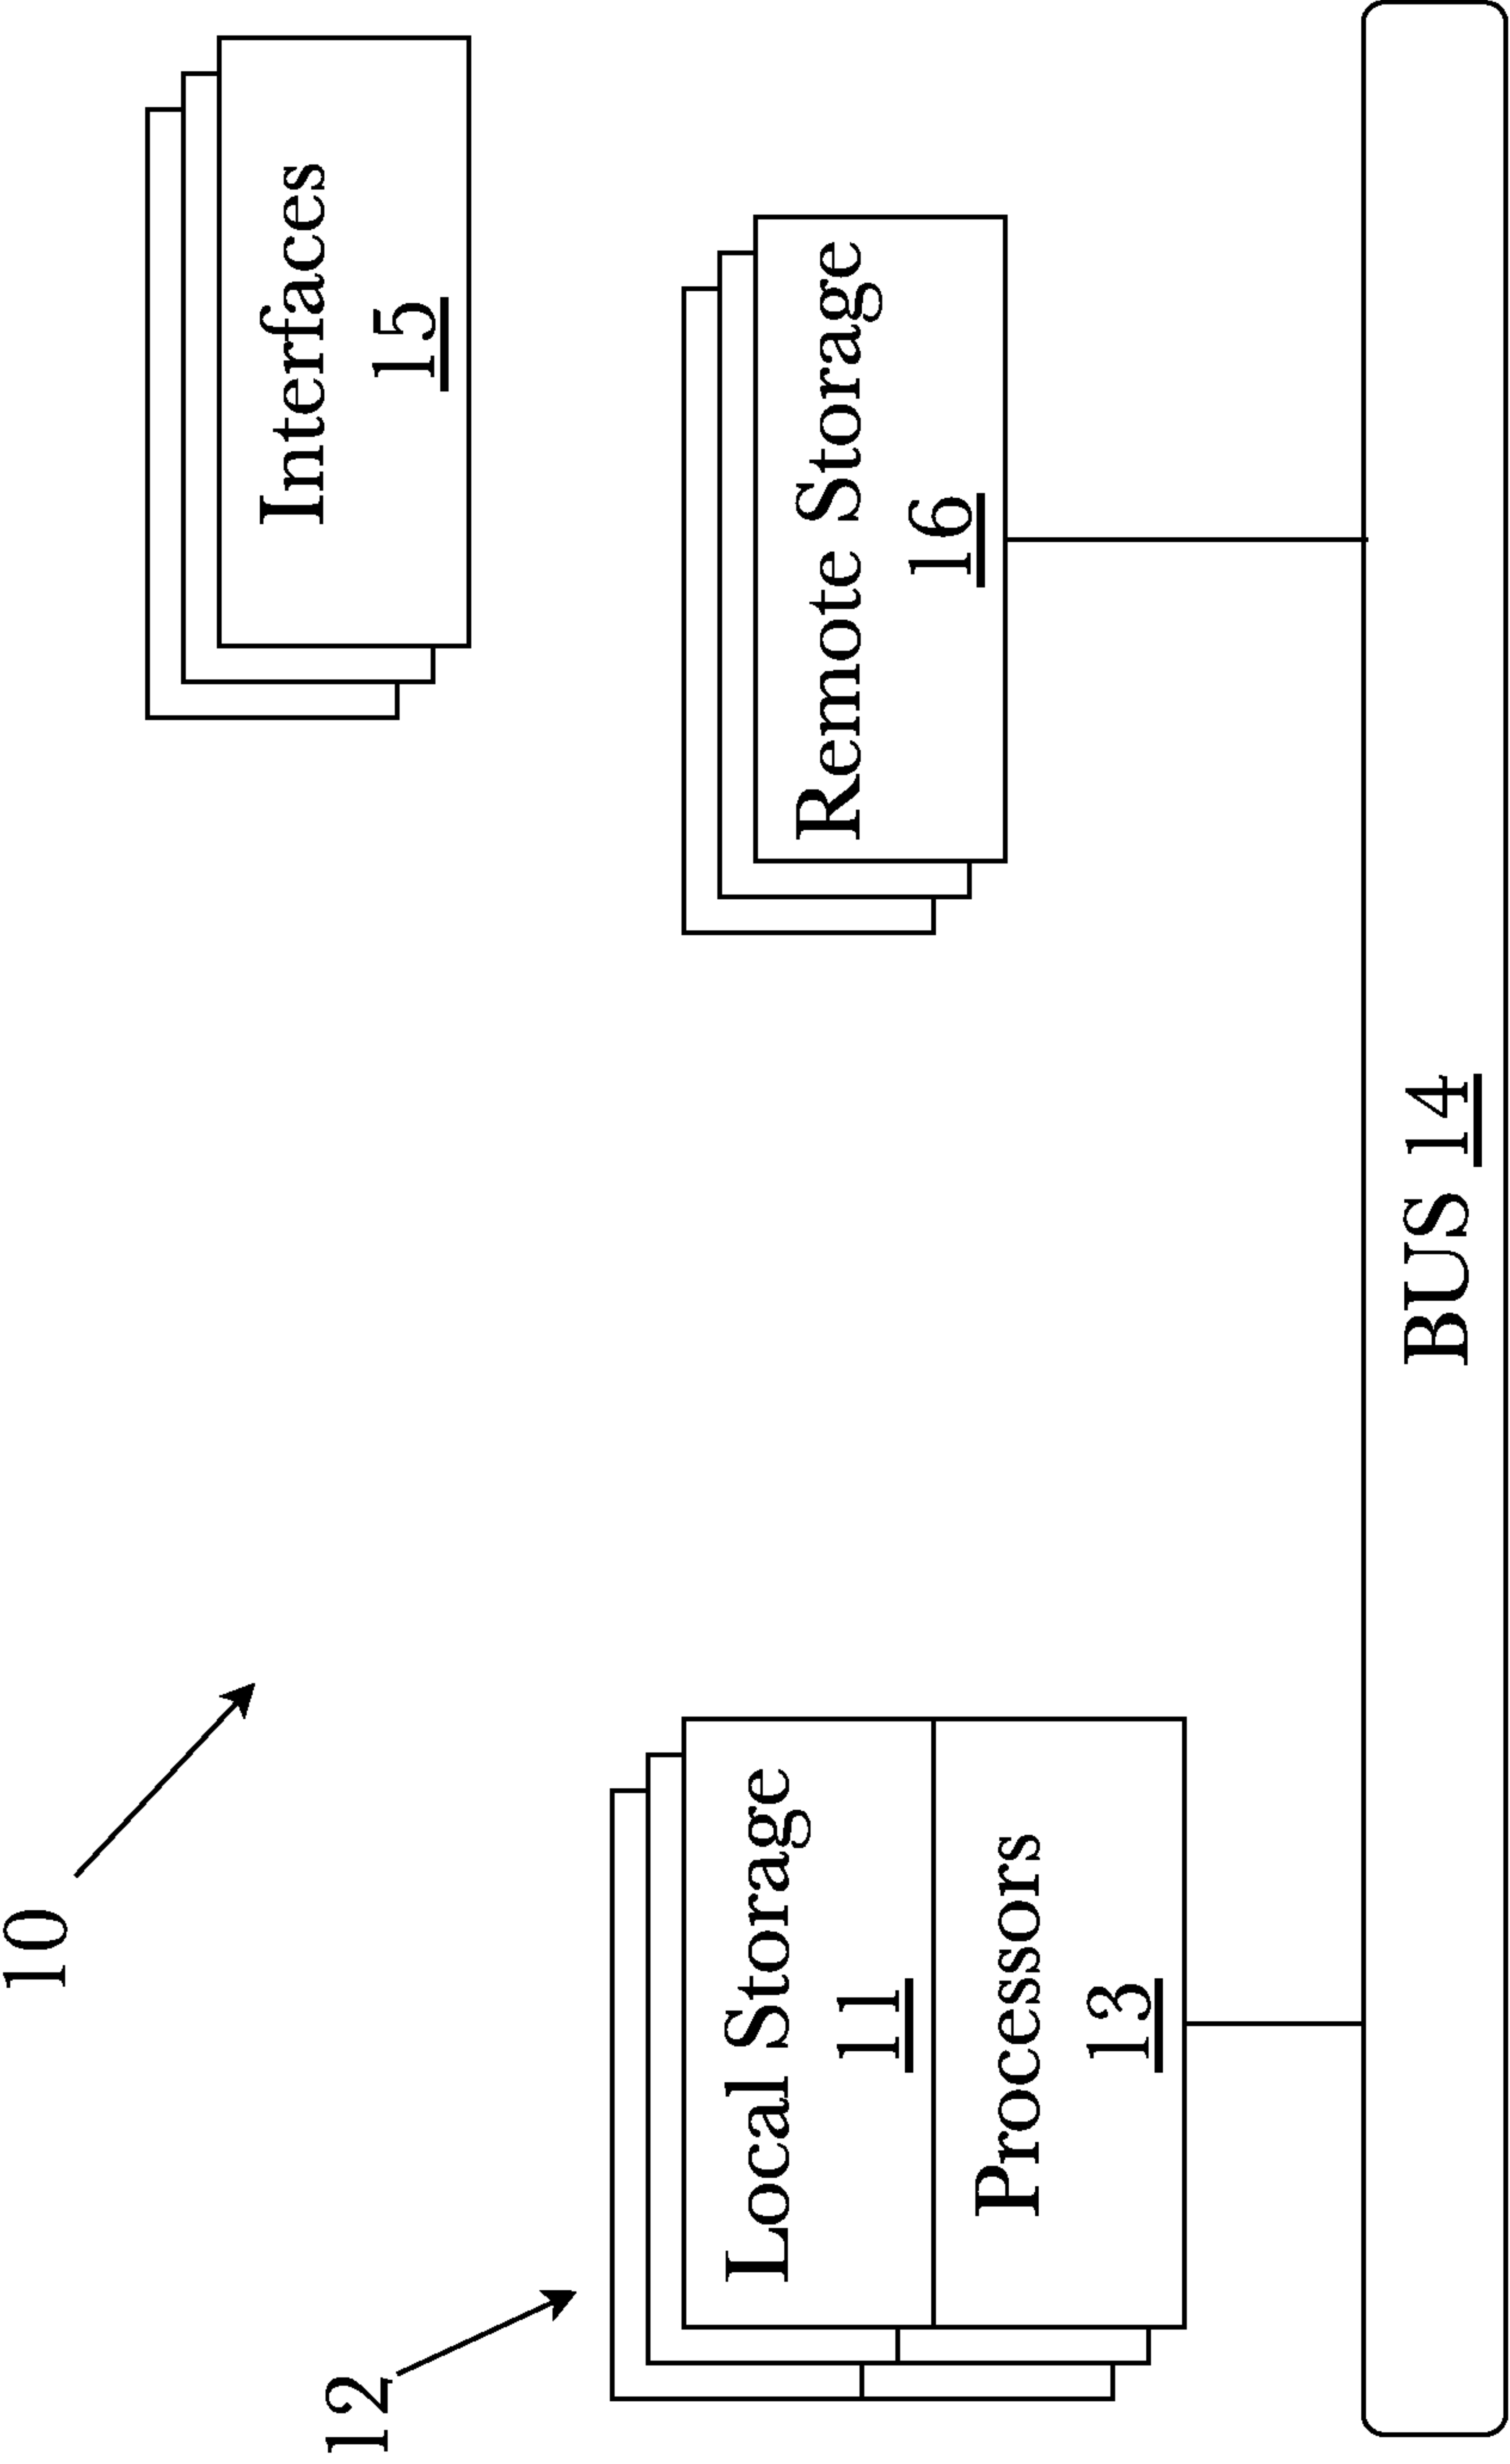 10
Interfaces
15
12
Local Storage
11
Remote Storage
16
Processors
13
BUS 14